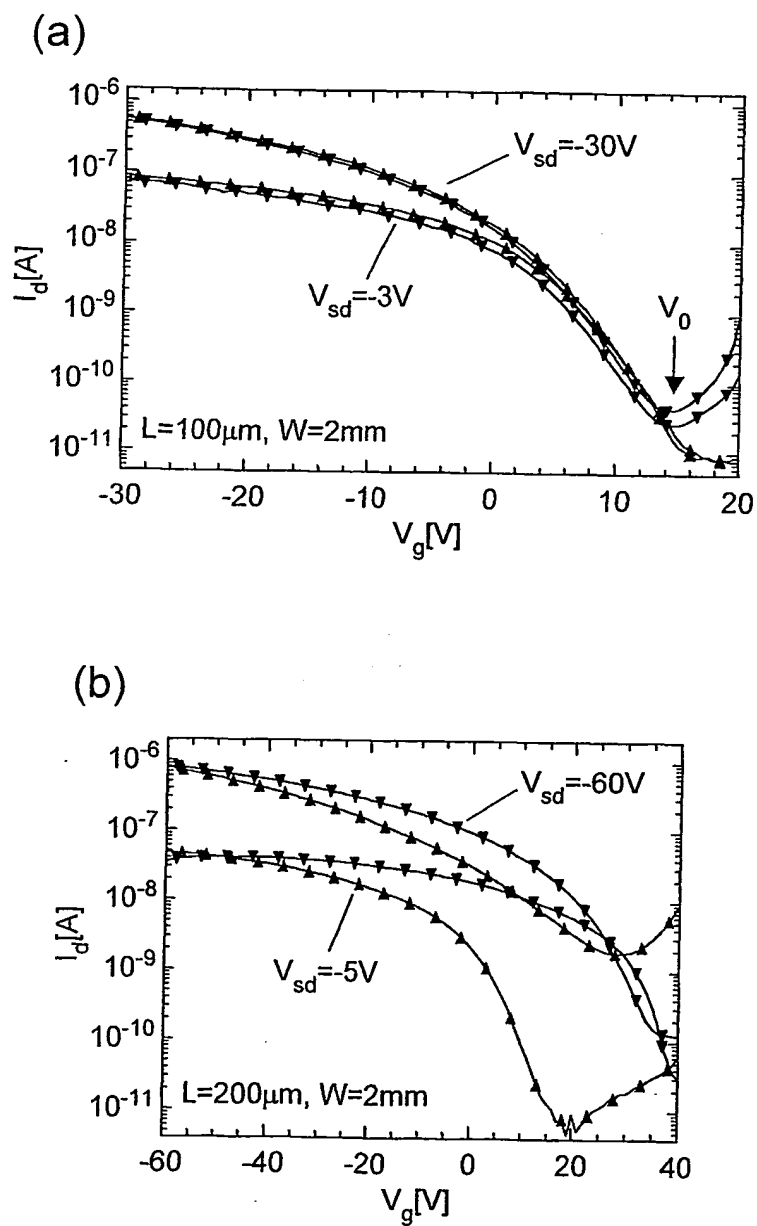 (a)
10⁻⁶
10⁻⁷
10⁻⁸
10⁻⁹
10⁻¹⁰
10⁻¹¹
I_d[A]
V_sd=-30V
V_sd=-3V
V_0
L=100µm, W=2mm
-30 -20 -10 0 10 20
V_g[V]
(b)
10⁻⁶
10⁻⁷
10⁻⁸
10⁻⁹
10⁻¹⁰
10⁻¹¹
I_d[A]
V_sd=-60V
V_sd=-5V
L=200µm, W=2mm
-60 -40 -20 0 20 40
V_g[V]